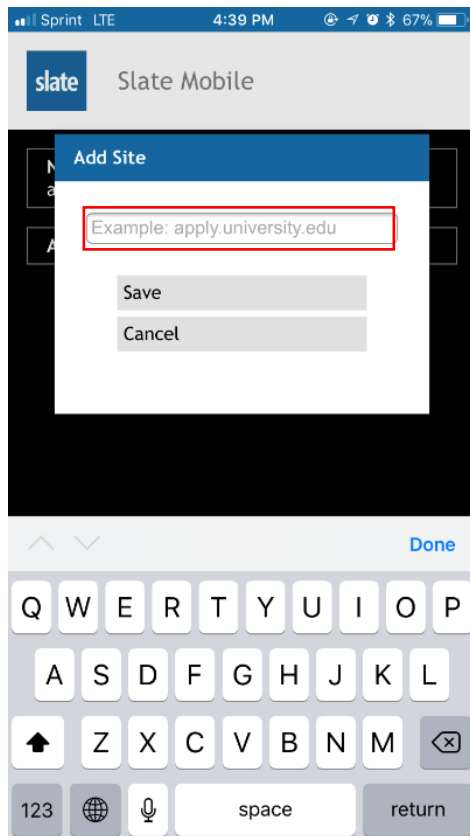 Sprint LTE 4:39 PM 67%
slate Slate Mobile
N
Add Site
a
Example: apply.university.edu
A
Save
Cancel
Done
Q W E R T Y U I O P
A S D F G H J K L
Z X C V B N M
123 space return